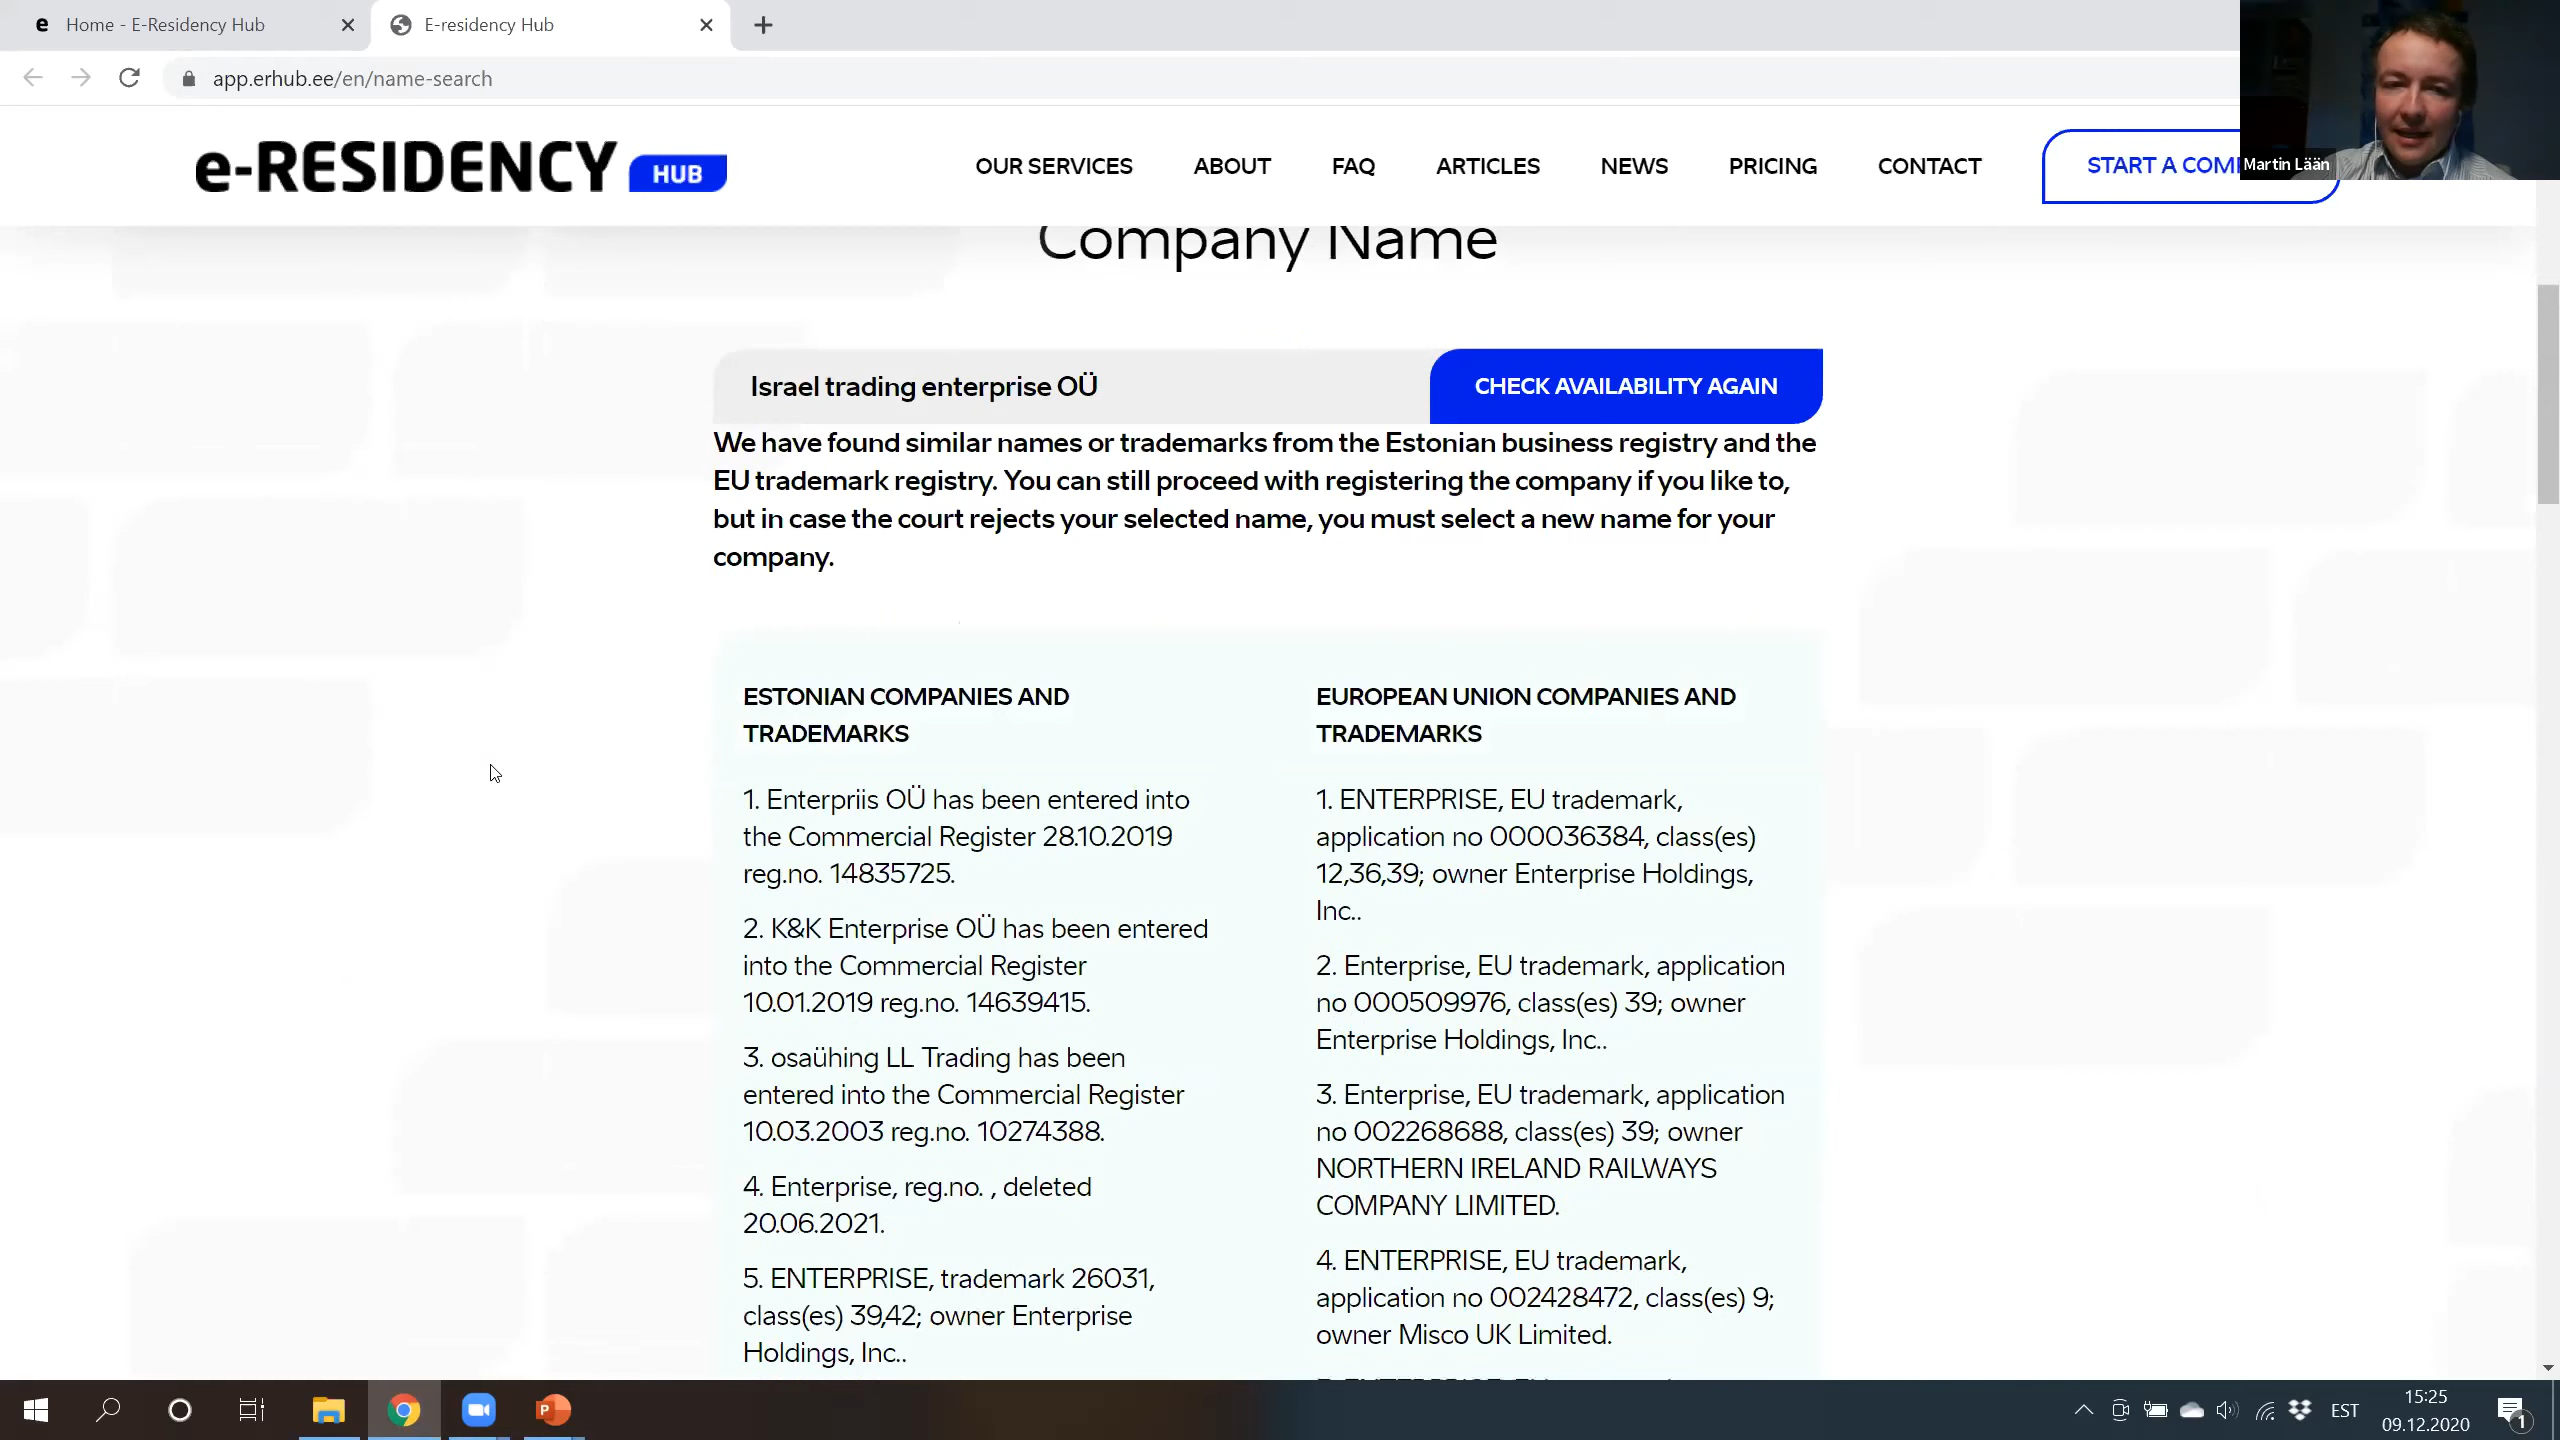 e Home - E-Residency Hub
E-residency Hub
app.erhub.ee/en/name-search
e-RESIDENCY HUB
OUR SERVICES ABOUT FAQ ARTICLES NEWS PRICING CONTACT START A COM
Martin Lään
Company Name
Israel trading enterprise OÜ CHECK AVAILABILITY AGAIN
We have found similar names or trademarks from the Estonian business registry and the
EU trademark registry. You can still proceed with registering the company if you like to,
but in case the court rejects your selected name, you must select a new name for your
company.
ESTONIAN COMPANIES AND
TRADEMARKS
1. Enterpriis OÜ has been entered into
the Commercial Register 28.10.2019
reg.no. 14835725.
2. K&K Enterprise OÜ has been entered
into the Commercial Register
10.01.2019 reg.no. 14639415.
3. osaühing LL Trading has been
entered into the Commercial Register
10.03.2003 reg.no. 10274388.
4. Enterprise, reg.no. , deleted
20.06.2021.
5. ENTERPRISE, trademark 26031,
class(es) 39,42; owner Enterprise
Holdings, Inc..
EUROPEAN UNION COMPANIES AND
TRADEMARKS
1. ENTERPRISE, EU trademark,
application no 000036384, class(es)
12,36,39; owner Enterprise Holdings,
Inc..
2. Enterprise, EU trademark, application
no 000509976, class(es) 39; owner
Enterprise Holdings, Inc..
3. Enterprise, EU trademark, application
no 002268688, class(es) 39; owner
NORTHERN IRELAND RAILWAYS
COMPANY LIMITED.
4. ENTERPRISE, EU trademark,
application no 002428472, class(es) 9;
owner Misco UK Limited.
EST
15:25
09.12.2020
1